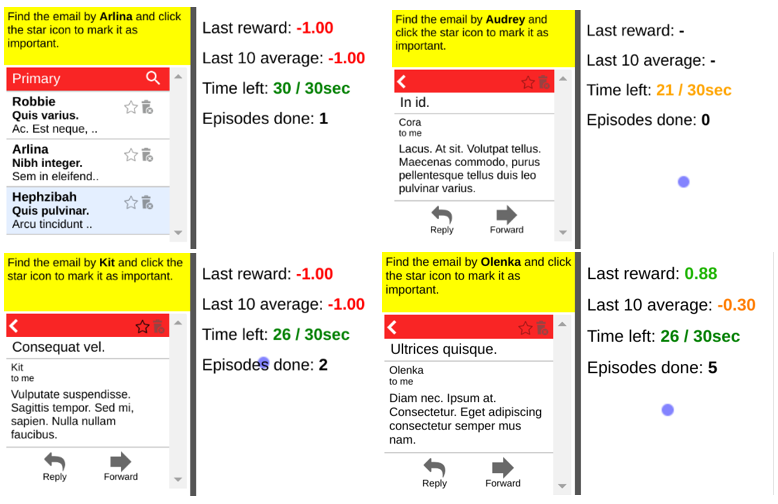 Find the email by Arlina and click
the star icon to mark it as
important.
Primary
Robbie
Quis varius.
Ac. Est neque, ..
Arlina
Nibh integer.
Sem in eleifend..
Hephzibah
Quis pulvinar.
Arcu tincidunt ..
Last reward: -1.00
Last 10 average: -1.00
Time left: 30 / 30sec
Episodes done: 1
Find the email by Audrey and
click the star icon to mark it as
important.
In id.
Cora
to me
Lacus. At sit. Volutpat tellus.
Maecenas commodo, purus
pellentesque tellus duis leo
pulvinar varius.
Reply
Forward
Last reward: -
Last 10 average: -
Time left: 21 / 30sec
Episodes done: 0
Find the email by Kit and click the
star icon to mark it as important.
Consequat vel.
Kit
to me
Vulputate suspendisse.
Sagittis tempor. Sed mi,
sapien. Nulla nullam
faucibus.
Reply
Forward
Last reward: -1.00
Last 10 average: -1.00
Time left: 26 / 30sec
Episodes done: 2
Find the email by Olenka and click
the star icon to mark it as
important.
Ultrices quisque.
Olenka
to me
Diam nec. Ipsum at.
Consectetur. Eget adipiscing
consectetur semper mus
nam.
Reply
Forward
Last reward: 0.88
Last 10 average: -0.30
Time left: 26 / 30sec
Episodes done: 5